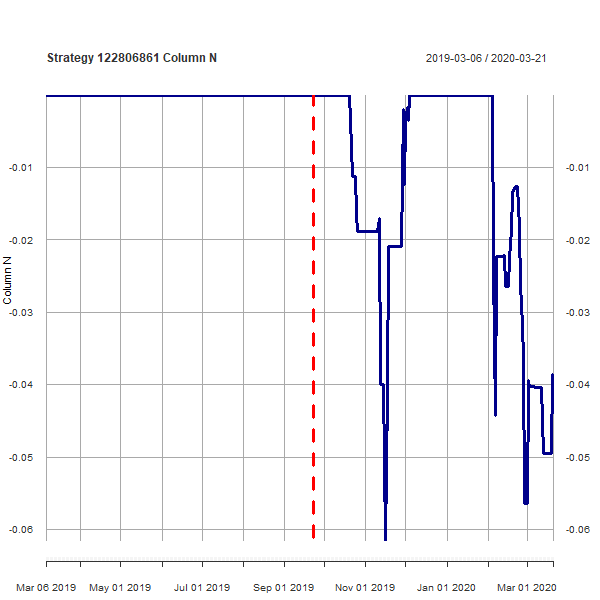 Strategy 122806861 Column N
2019-03-06 / 2020-03-21
-0.01 -0.01
-0.02 -0.02
-0.03 -0.03
-0.04 -0.04
-0.05 -0.05
-0.06 -0.06
Column N
Mar 06 2019 May 01 2019 Jul 01 2019 Sep 01 2019 Nov 01 2019 Jan 01 2020 Mar 01 2020